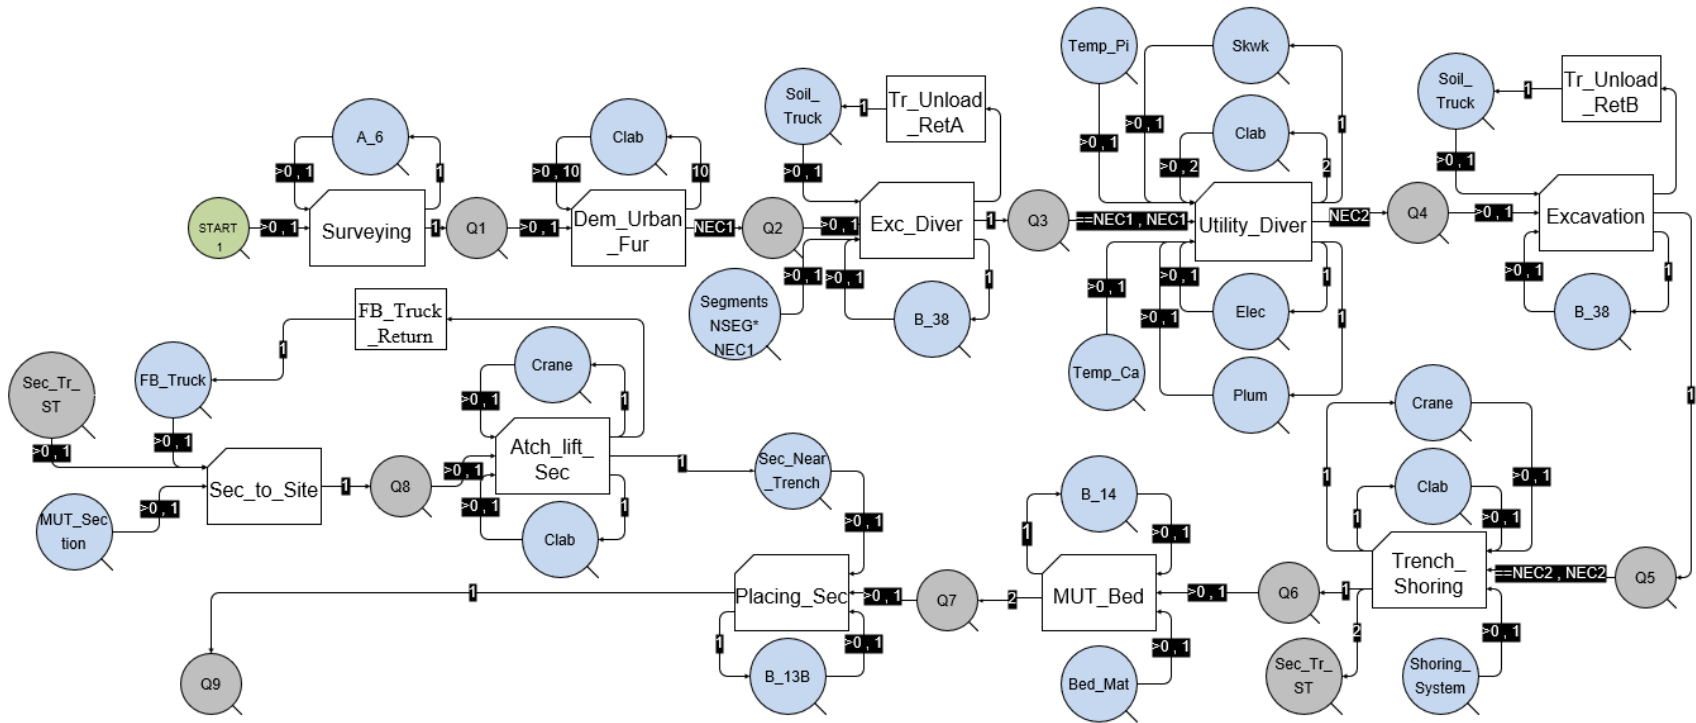 Temp_Pi
Skwk
Soil_
Truck
Tr_Unload
_RetA
1
Soil_
Truck
Tr_Unload
_RetB
1
A_6
Clab
Clab
>0 , 1
1
>0 , 10
10
>0 , 1
>0 , 1
>0 , 1
1
>0 , 2
2
>0 , 1
START
1
>0 , 1
Surveying
1
Q1
>0 , 1
Dem_Urban
_Fur
NEC1
Q2
>0 , 1
Exc_Diver
1
Q3
==NEC1 , NEC1
Utility_Diver
NEC2
Q4
>0 , 1
Excavation
>0 , 1
>0 , 1
1
>0 , 1
>0 , 1
1
>0 , 1
1
>0 , 1
1
Segments
NSEG*
NEC1
B_38
Elec
B_38
FB_Truck
_Return
1
Temp_Ca
Plum
1
Sec_Tr_
ST
FB_Truck
Crane
>0 , 1
1
Crane
>0 , 1
>0 , 1
Atch_lift_
Sec
1
Sec_Near
_Trench
1
Clab
>0 , 1
MUT_Sec
tion
>0 , 1
Sec_to_Site
1
Q8
>0 , 1
>0 , 1
1
Clab
>0 , 1
B_14
1
>0 , 1
1
>0 , 1
Trench_
Shoring
==NEC2 , NEC2
Q5
Placing_Sec
>0 , 1
Q7
2
MUT_Bed
>0 , 1
Q6
1
1
2
>0 , 1
1
>0 , 1
>0 , 1
Q9
B_13B
Bed_Mat
Sec_Tr_
ST
Shoring_
System